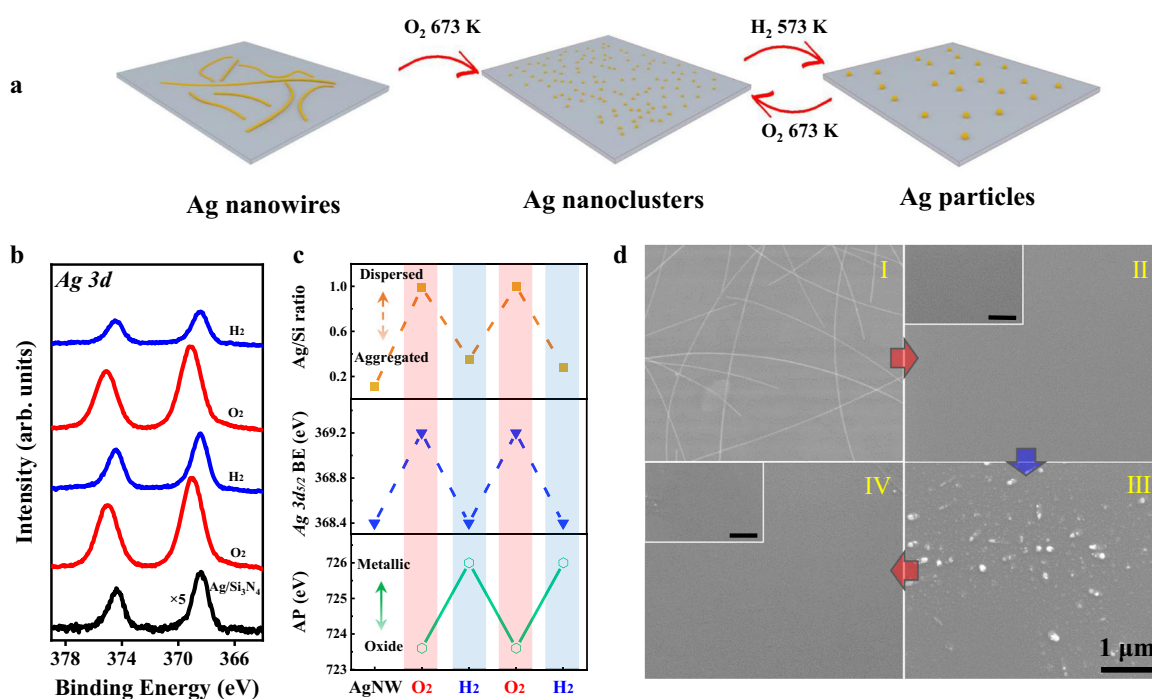 a
O2 673 K
H2 573 K
O2 673 K
Ag nanowires
Ag nanoclusters
Ag particles
b
Ag 3d
H2
O2
H2
O2
Ag/Si3N4
×5
Intensity (arb. units)
378 374 370 366
Binding Energy (eV)
c
Dispersed
Aggregated
1.0
0.6
0.2
Ag/Si ratio
369.2
368.8
368.4
Ag 3d5/2 BE (eV)
Metallic
Oxide
726
725
724
723
AP (eV)
AgNW O2 H2 O2 H2
d
I
II
IV
III
1 μm